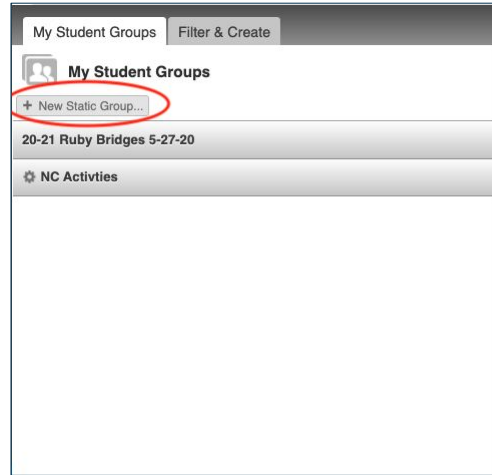 My Student Groups Filter & Create
My Student Groups
+ New Static Group...
20-21 Ruby Bridges 5-27-20
NC Activties